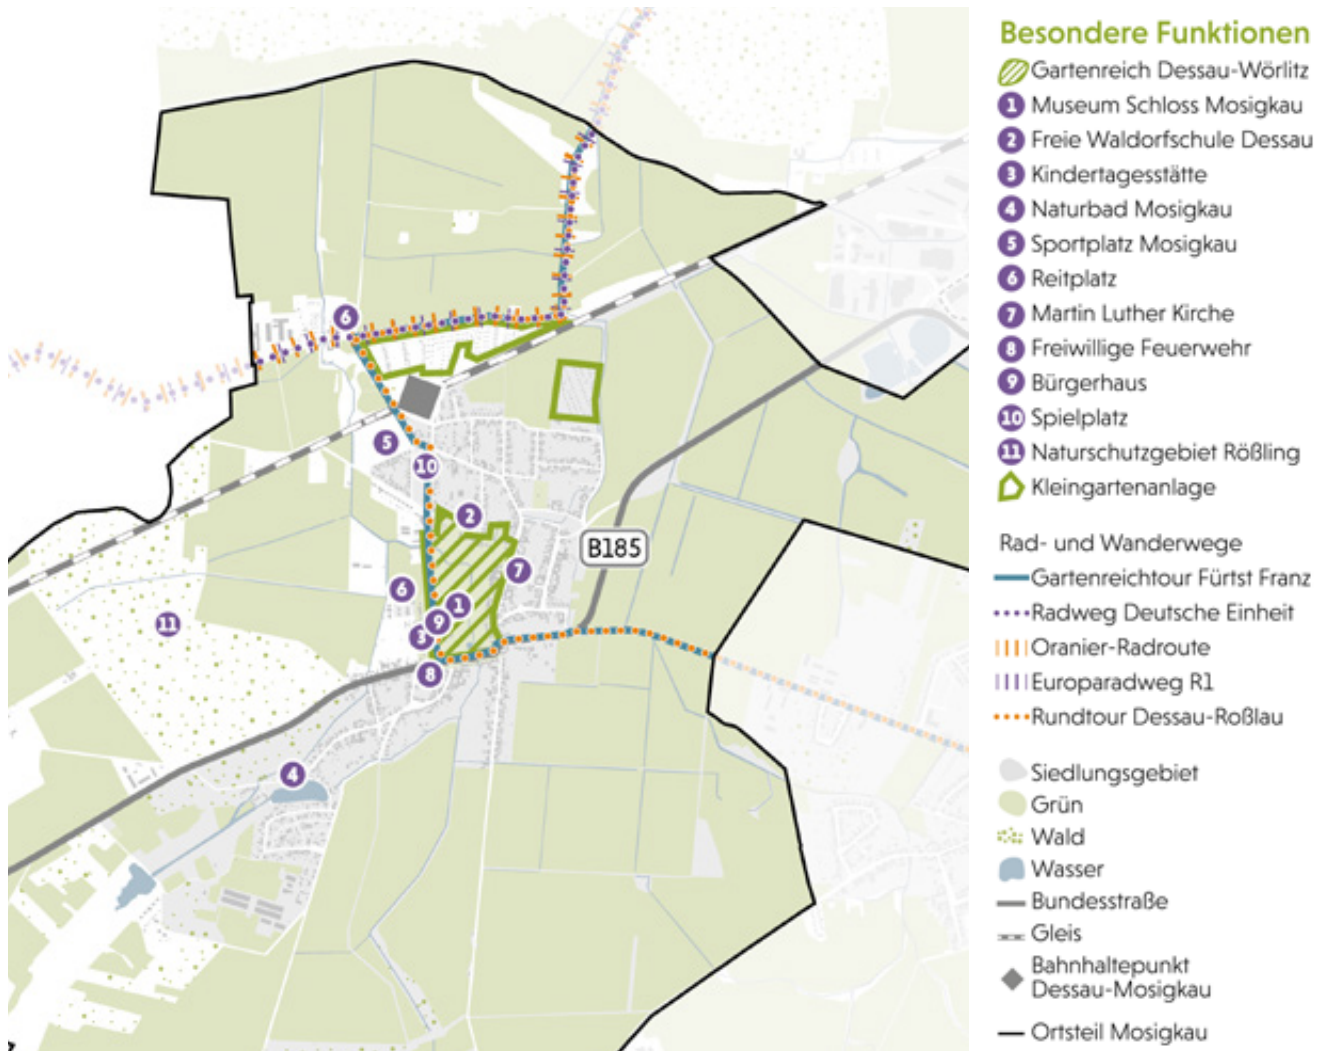 Besondere Funktionen
Gartenreich Dessau-Wörlitz
1 Museum Schloss Mosigkau
2 Freie Waldorfschule Dessau
3 Kindertagesstätte
4 Naturbad Mosigkau
5 Sportplatz Mosigkau
6 Reitplatz
7 Martin Luther Kirche
8 Freiwillige Feuerwehr
9 Bürgerhaus
10 Spielplatz
11 Naturschutzgebiet Rößling
Kleingartenanlage
Rad- und Wanderwege
Gartenreichtour Fürtst Franz
Radweg Deutsche Einheit
Oranier-Radroute
Europaradweg R1
Rundtour Dessau-Roßlau
Siedlungsgebiet
Grün
Wald
Wasser
Bundesstraße
Gleis
Bahnhaltepunkt
Dessau-Mosigkau
Ortsteil Mosigkau
6
5
10
2
B185
7
6
1
9
11
3
8
4